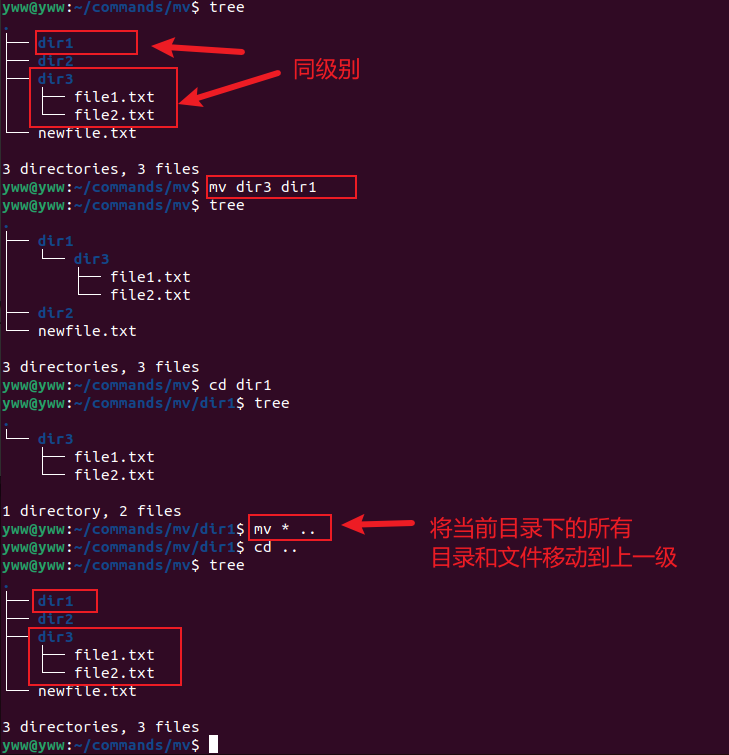 yww@yww:~/commands/mv$ tree
.
├── dir1
├── dir2
├── dir3
│   ├── file1.txt
│   └── file2.txt
└── newfile.txt
同级别
3 directories, 3 files
yww@yww:~/commands/mv$ mv dir3 dir1
yww@yww:~/commands/mv$ tree
.
├── dir1
│   └── dir3
│       ├── file1.txt
│       └── file2.txt
├── dir2
└── newfile.txt
3 directories, 3 files
yww@yww:~/commands/mv$ cd dir1
yww@yww:~/commands/mv/dir1$ tree
.
└── dir3
    ├── file1.txt
    └── file2.txt
1 directory, 2 files
yww@yww:~/commands/mv/dir1$ mv * ..
yww@yww:~/commands/mv/dir1$ cd ..
将当前目录下的所有
目录和文件移动到上一级
yww@yww:~/commands/mv$ tree
.
├── dir1
├── dir2
├── dir3
│   ├── file1.txt
│   └── file2.txt
└── newfile.txt
3 directories, 3 files
yww@yww:~/commands/mv$